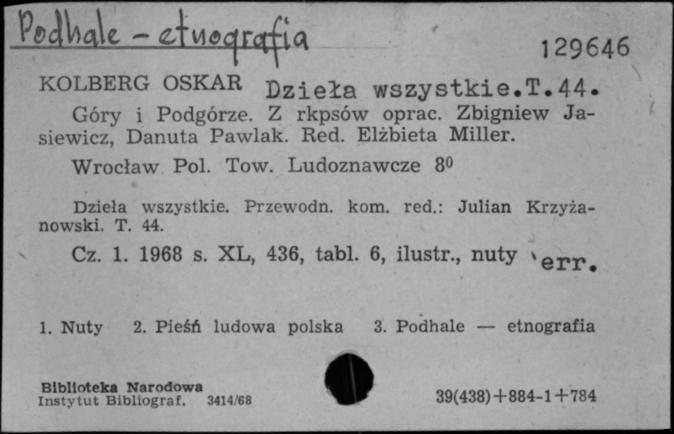 Podhale - etnografia
129646
KOLBERG OSKAR Dzieła wszystkie.T.44.
Góry i Podgórze. Z rkpsów oprac. Zbigniew Ja-
siewicz, Danuta Pawlak. Red. Elżbieta Miller.
Wrocław Pol. Tow. Ludoznawcze 8⁰
Dzieła wszystkie. Przewodn. kom. red.: Julian Krzyża-
nowski. T. 44.
Cz. 1. 1968 s. XL, 436, tabl. 6, ilustr., nuty err.
1. Nuty 2. Pieśń ludowa polska 3. Podhale — etnografia
Biblioteka Narodowa
Instytut Bibliograf. 3414/68
39(438)+884-1+784